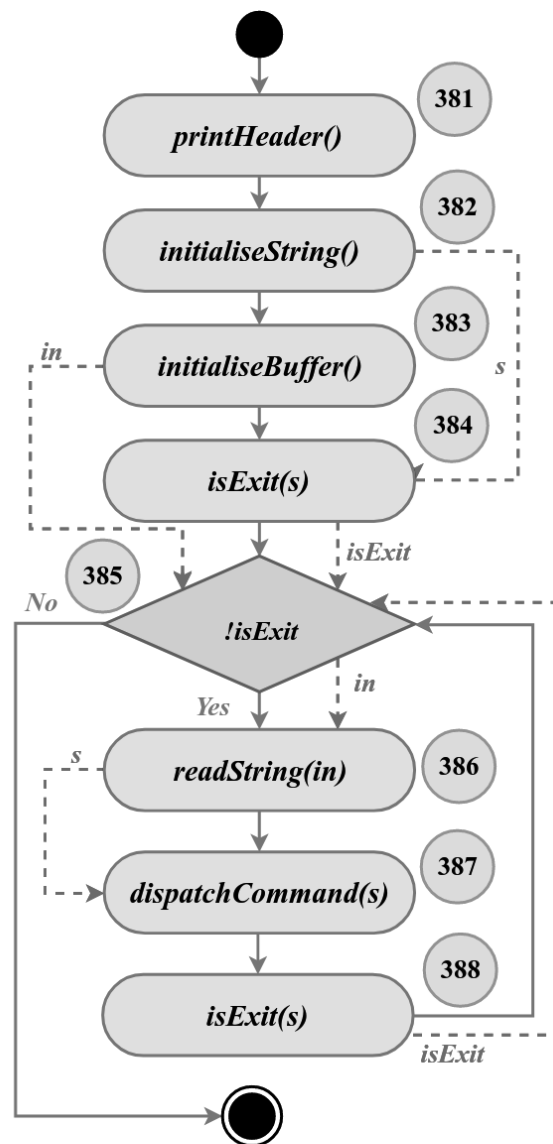 381
printHeader()
382
initialiseString()
383
in
initialiseBuffer()
s
384
isExit(s)
isExit
385
No
!isExit
in
Yes
s
readString(in)
386
387
dispatchCommand(s)
388
isExit(s)
isExit